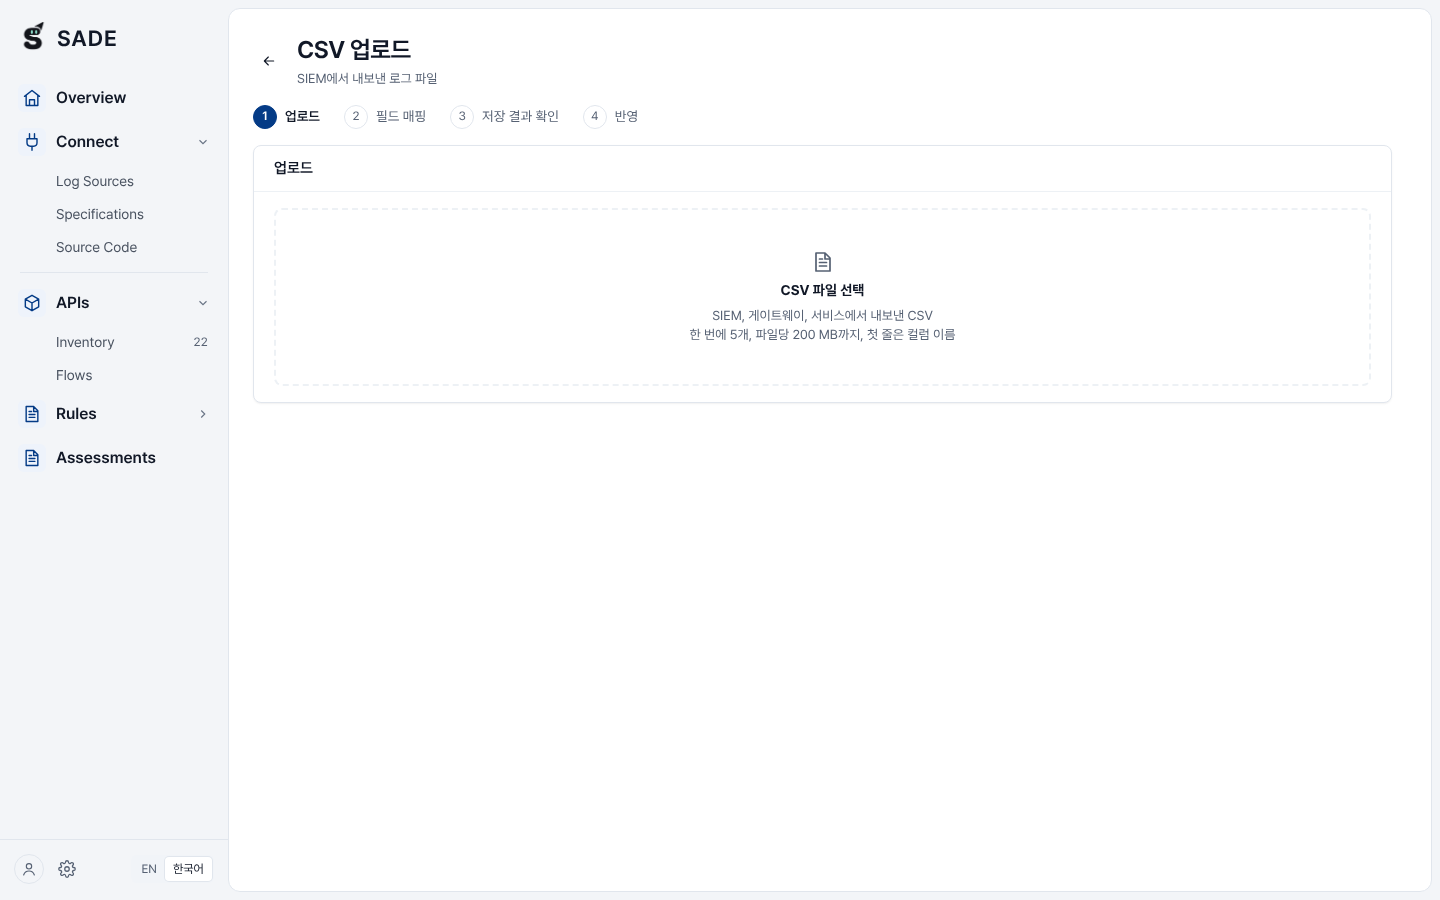 SADE
Overview
Connect
Log Sources
Specifications
Source Code
APIs
Inventory 22
Flows
Rules
Assessments
EN 한국어
CSV 업로드
SIEM에서 내보낸 로그 파일
1 업로드 2 필드 매핑 3 저장 결과 확인 4 반영
업로드
CSV 파일 선택
SIEM, 게이트웨이, 서비스에서 내보낸 CSV
한 번에 5개, 파일당 200 MB까지, 첫 줄은 컬럼 이름